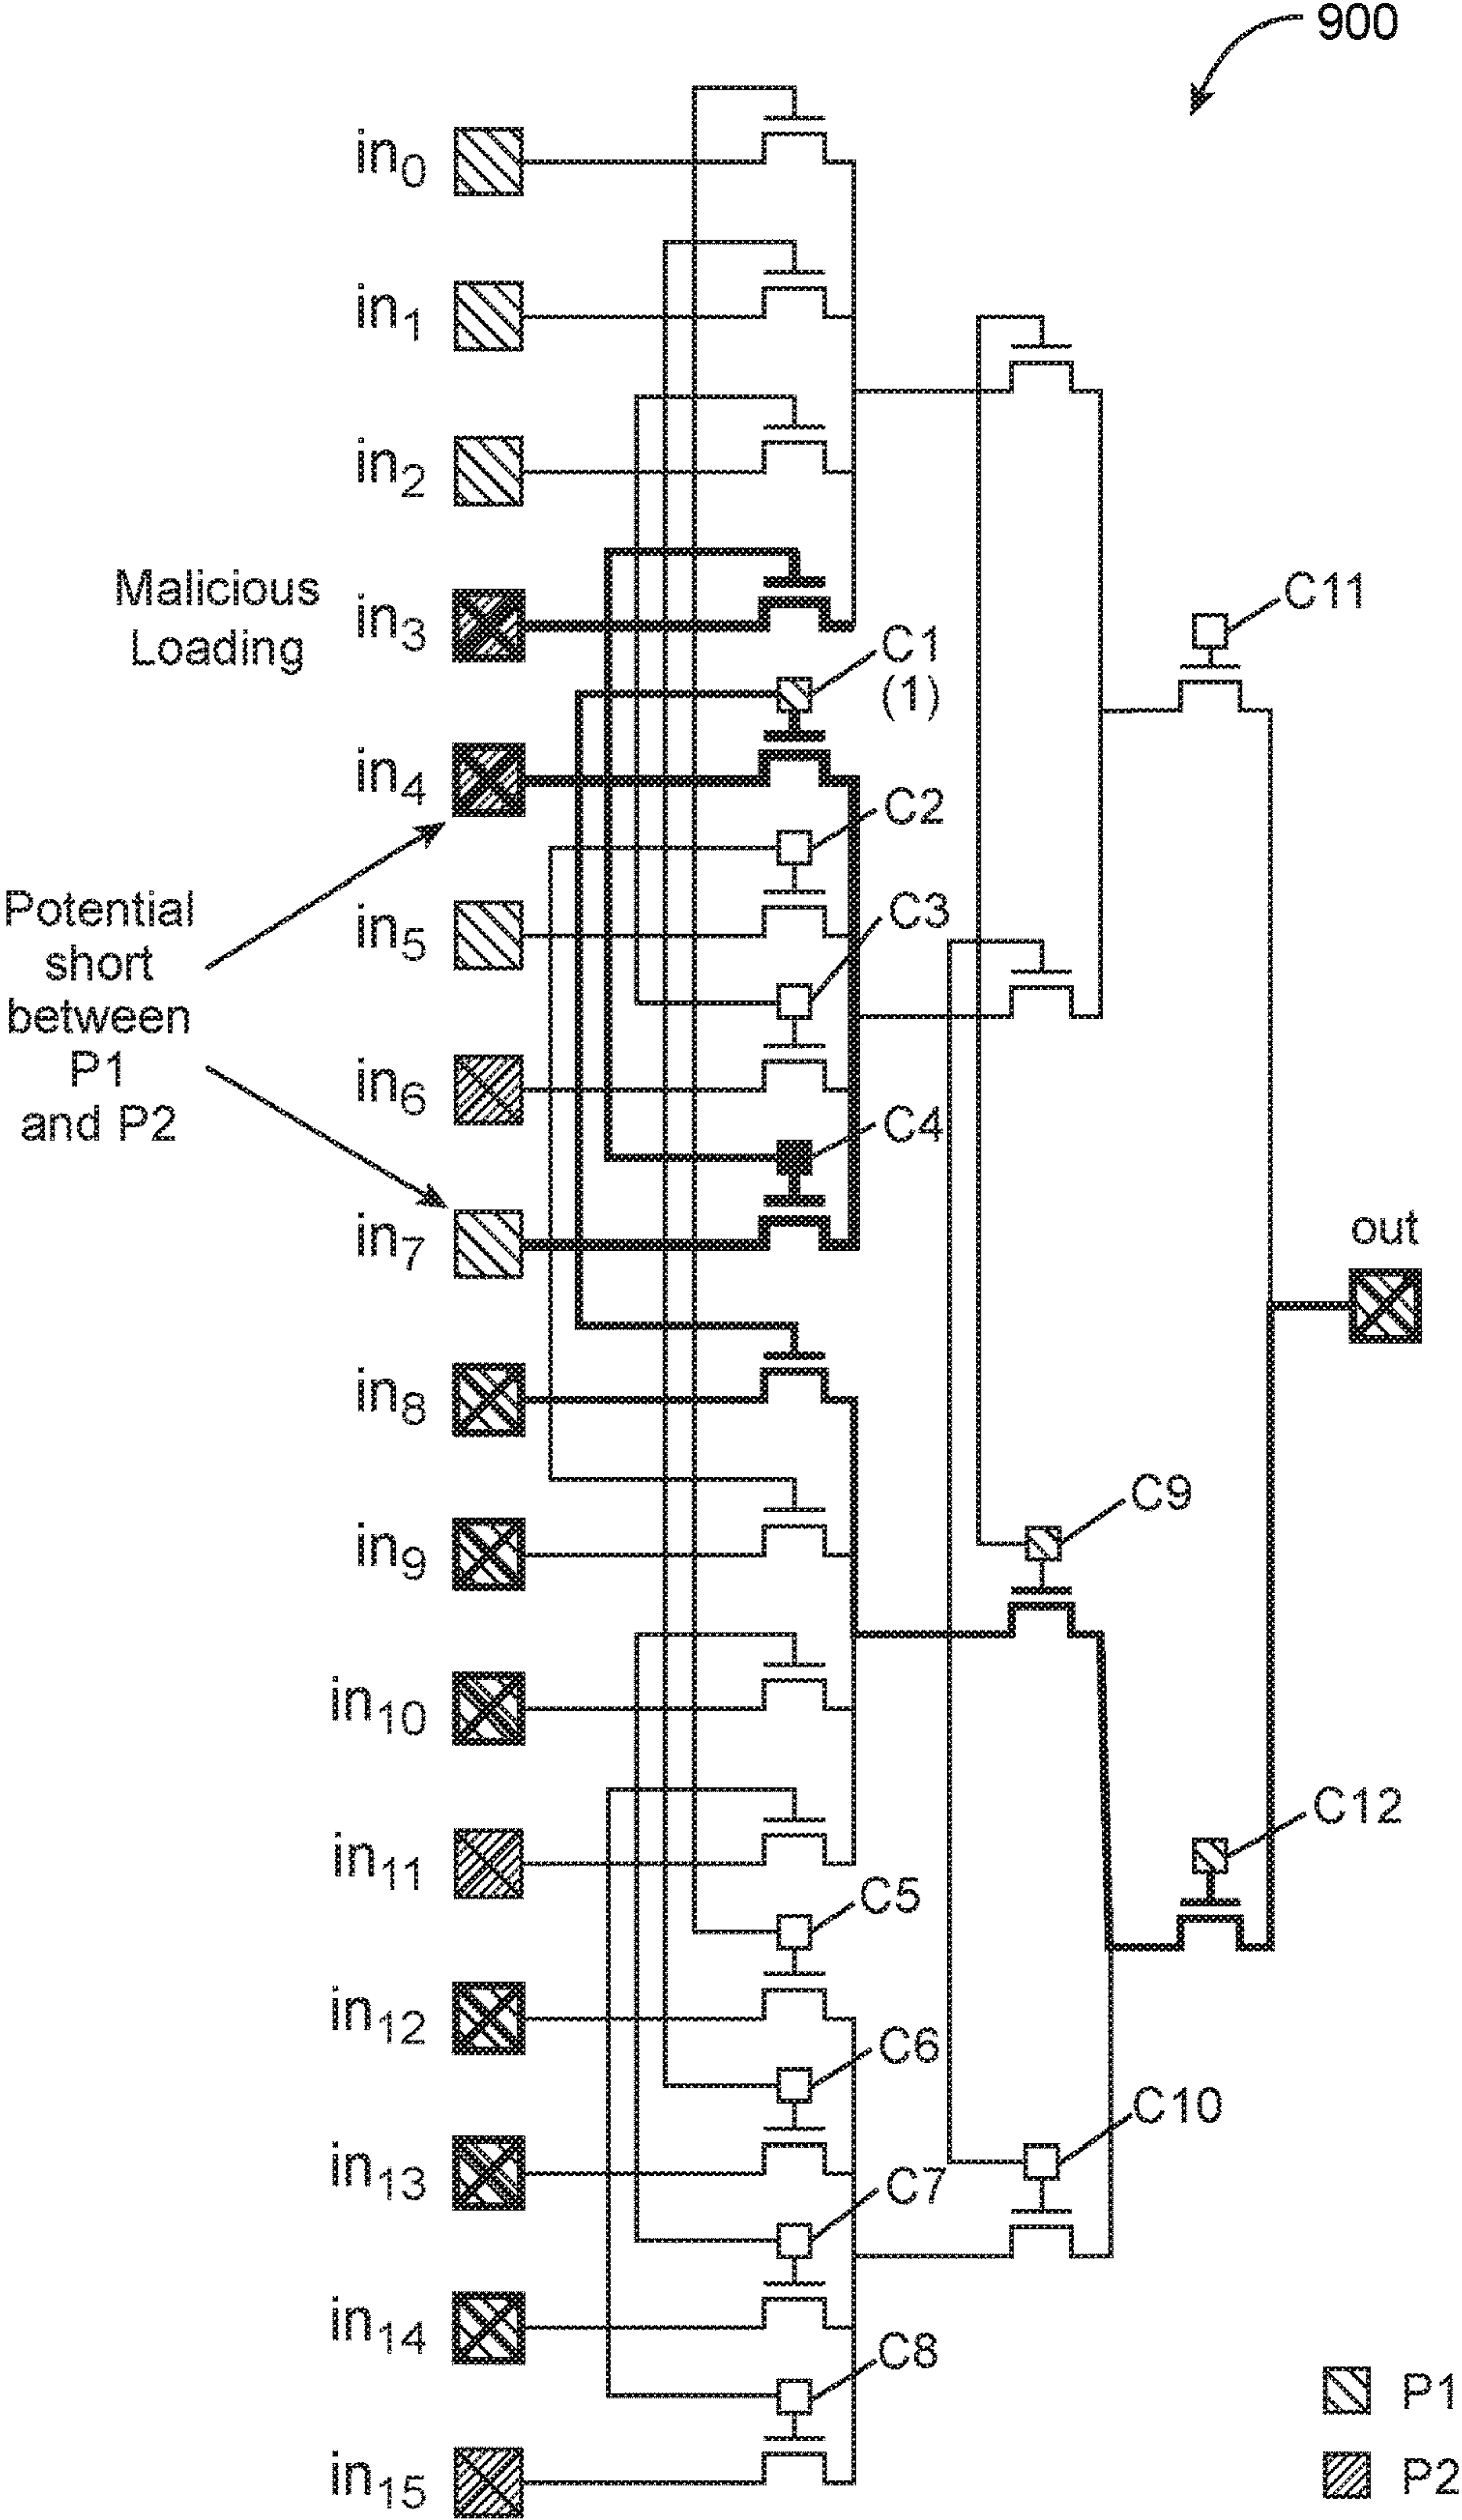 900
in0
in1
in2
Malicious
Loading
in3
C11
C1
(1)
in4
C2
Potential
short
between
P1
and P2
in5
C3
in6
C4
in7
out
in8
C9
in9
in10
C12
in11
C5
in12
C6
C10
in13
C7
in14
C8
P1
in15
P2